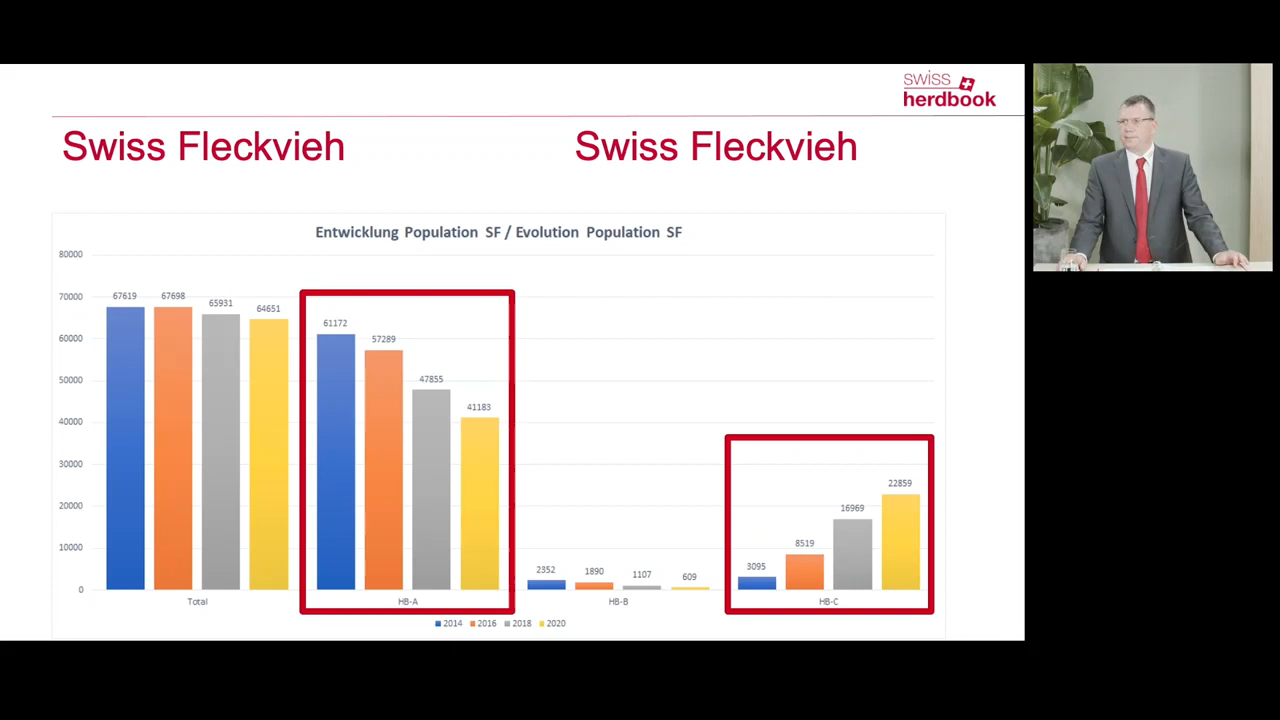 swiss
herdbook
Swiss Fleckvieh
Swiss Fleckvieh
Entwicklung Population SF / Evolution Population SF
80000
70000
60000
50000
40000
30000
20000
10000
0
67619
67698
65931
64651
61172
57289
47855
41183
2352
1890
1107
609
3095
8519
16969
22859
Total
HB-A
HB-B
HB-C
2014 2016 2018 2020